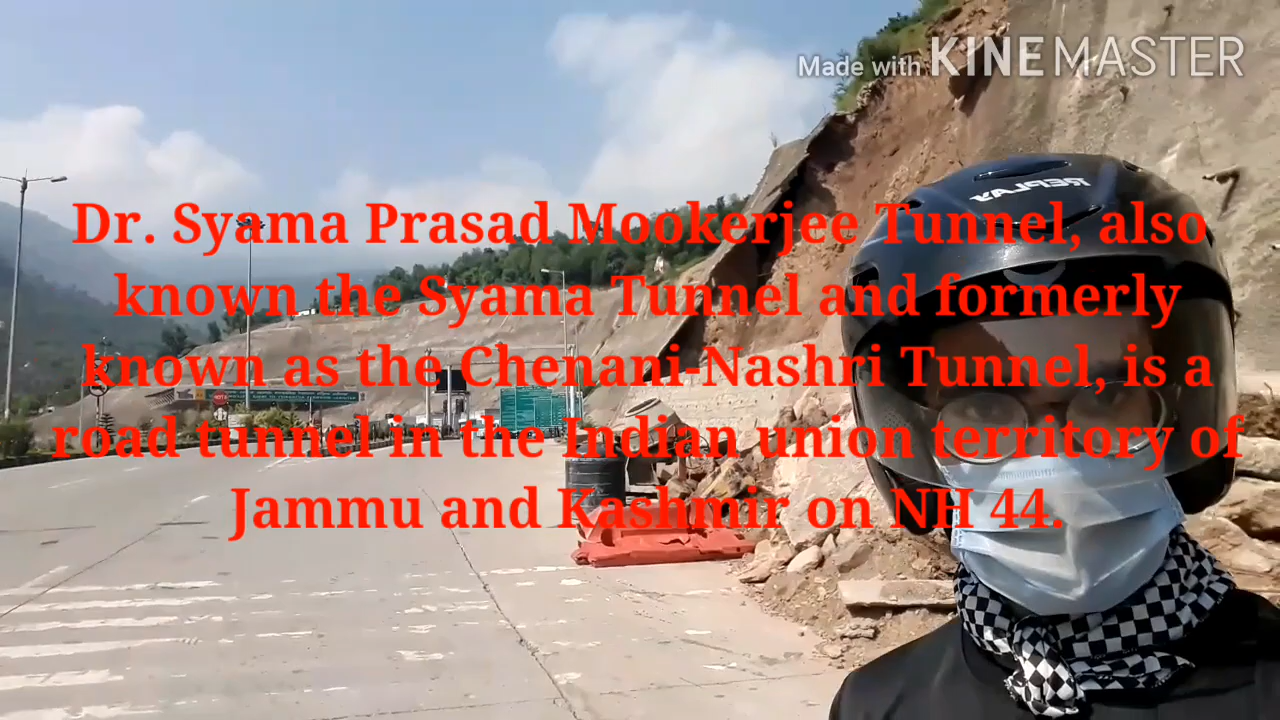 Made with KINEMASTER
REPLAY
Dr. Syama Prasad Mookerjee Tunnel, also
known the Syama Tunnel and formerly
known as the Chenani-Nashri Tunnel, is a
road tunnel in the Indian union territory of
Jammu and Kashmir on NH 44.